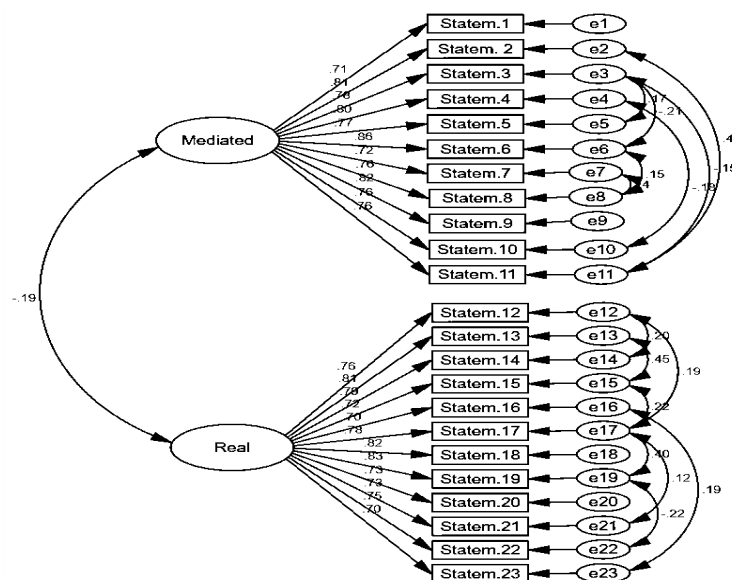 Statem.1 e1
Statem. 2 e2
.71
Statem.3 e3
.81
.78
Statem.4 e4
.17
.80
-.21
.77
Statem.5 e5
Mediated
.86
Statem.6 e6
.72
-.15
.76
Statem.7 e7
.15
.82
-.18
Statem.8 e8
.76
.76
Statem.9 e9
Statem.10 e10
Statem.11 e11
-.19
Statem.12 e12
Statem.13 e13
.20
.76
Statem.14 e14
.45
.81
.19
.79
Statem.15 e15
.72
.70
Statem.16 e16
.22
.78
Statem.17 e17
Real
.82
Statem.18 e18
.40
.83
.73
Statem.19 e19
.12
.19
.73
Statem.20 e20
.75
-.22
.70
Statem.21 e21
Statem.22 e22
Statem.23 e23